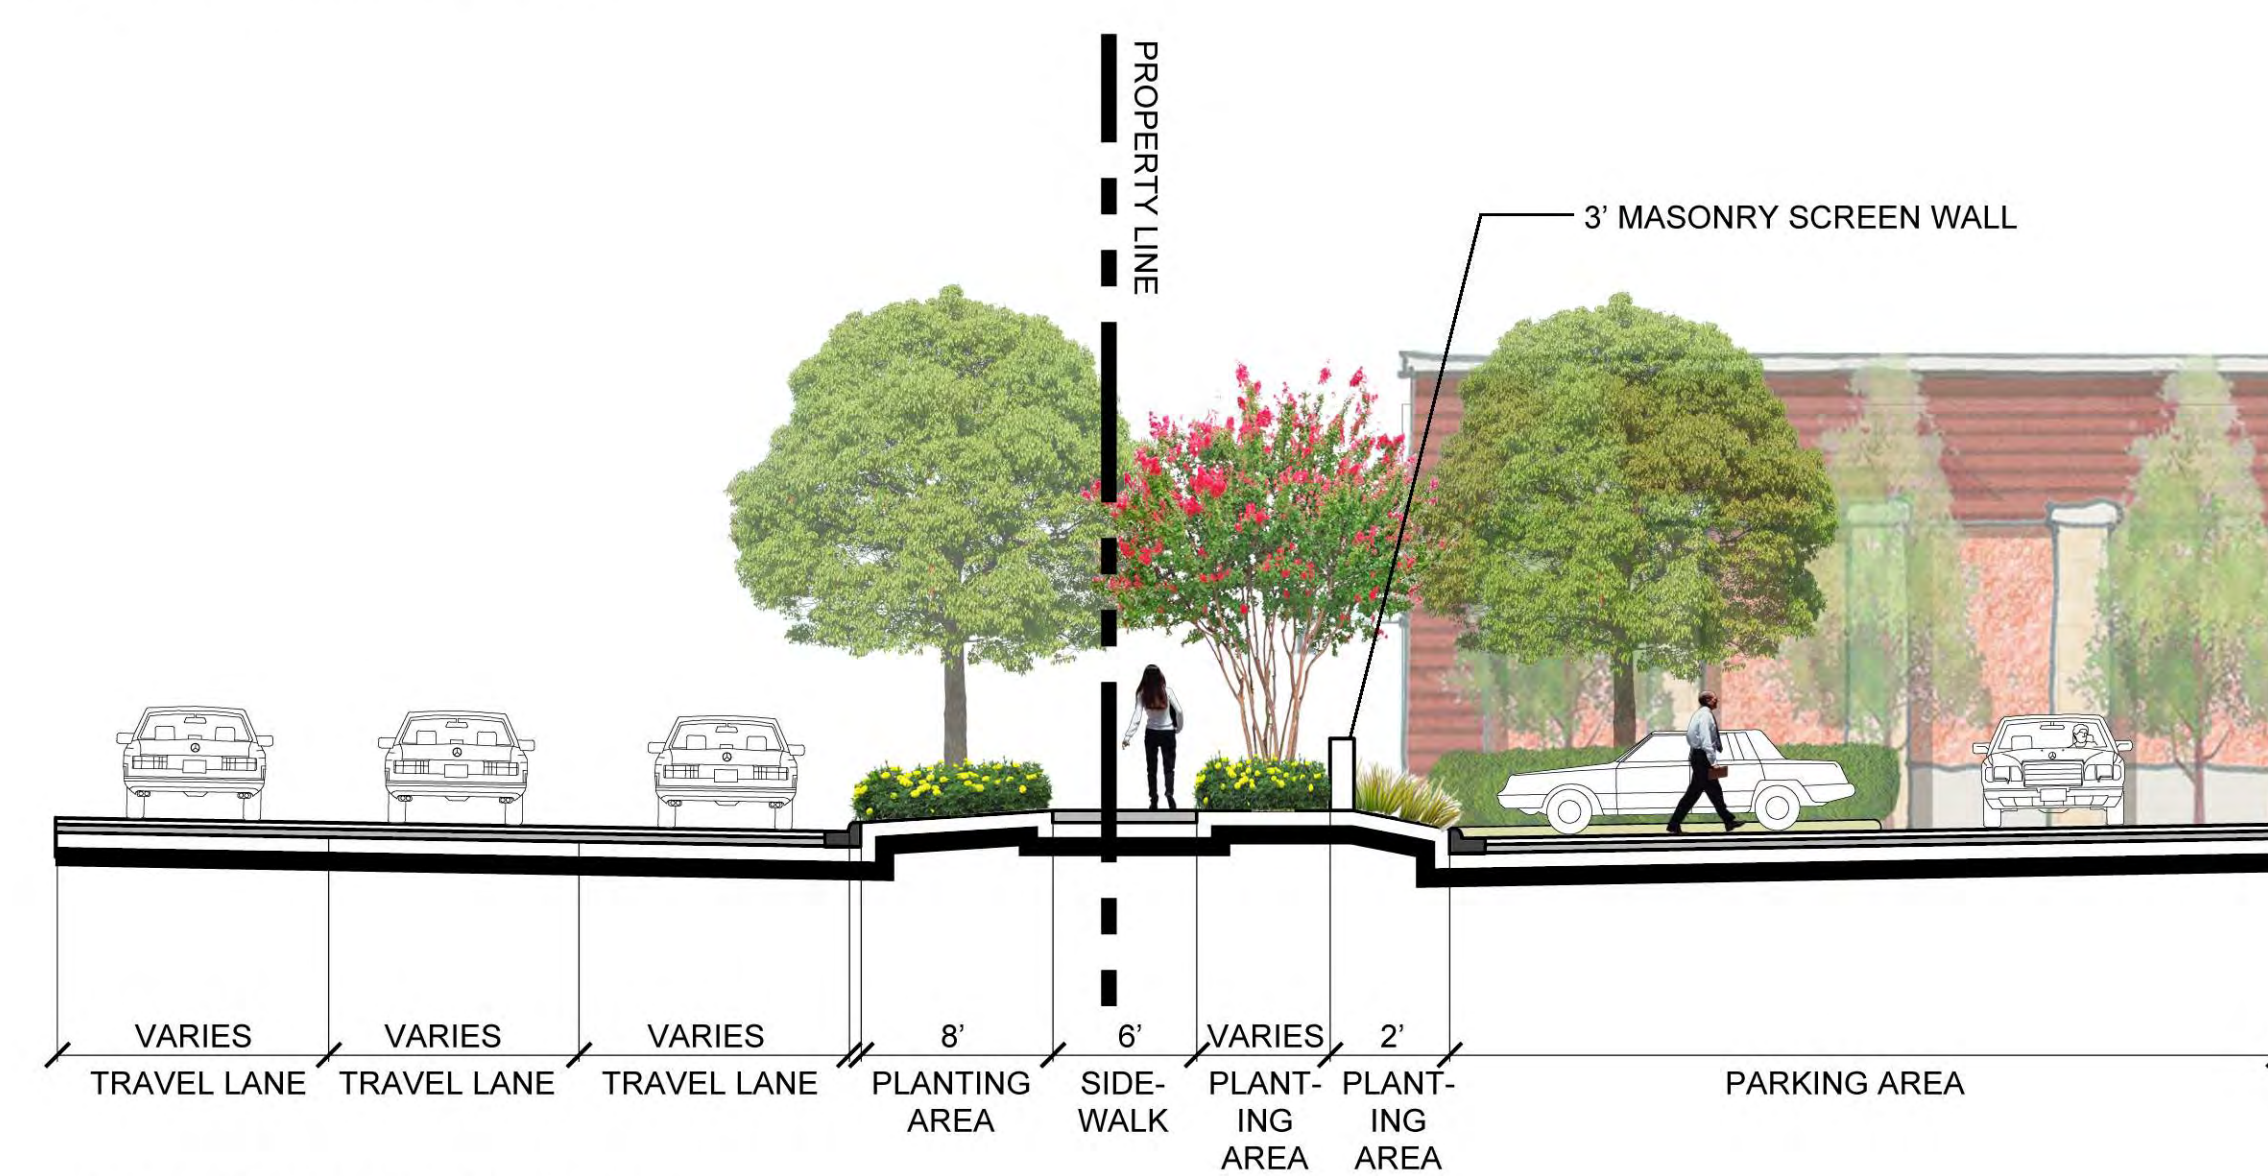 PROPERTY LINE
3’ MASONRY SCREEN WALL
VARIES
VARIES
VARIES
8’
6’
VARIES
2’
TRAVEL LANE
TRAVEL LANE
TRAVEL LANE
PLANTING
AREA
SIDE-
WALK
PLANT-
ING
AREA
PLANT-
ING
AREA
PARKING AREA